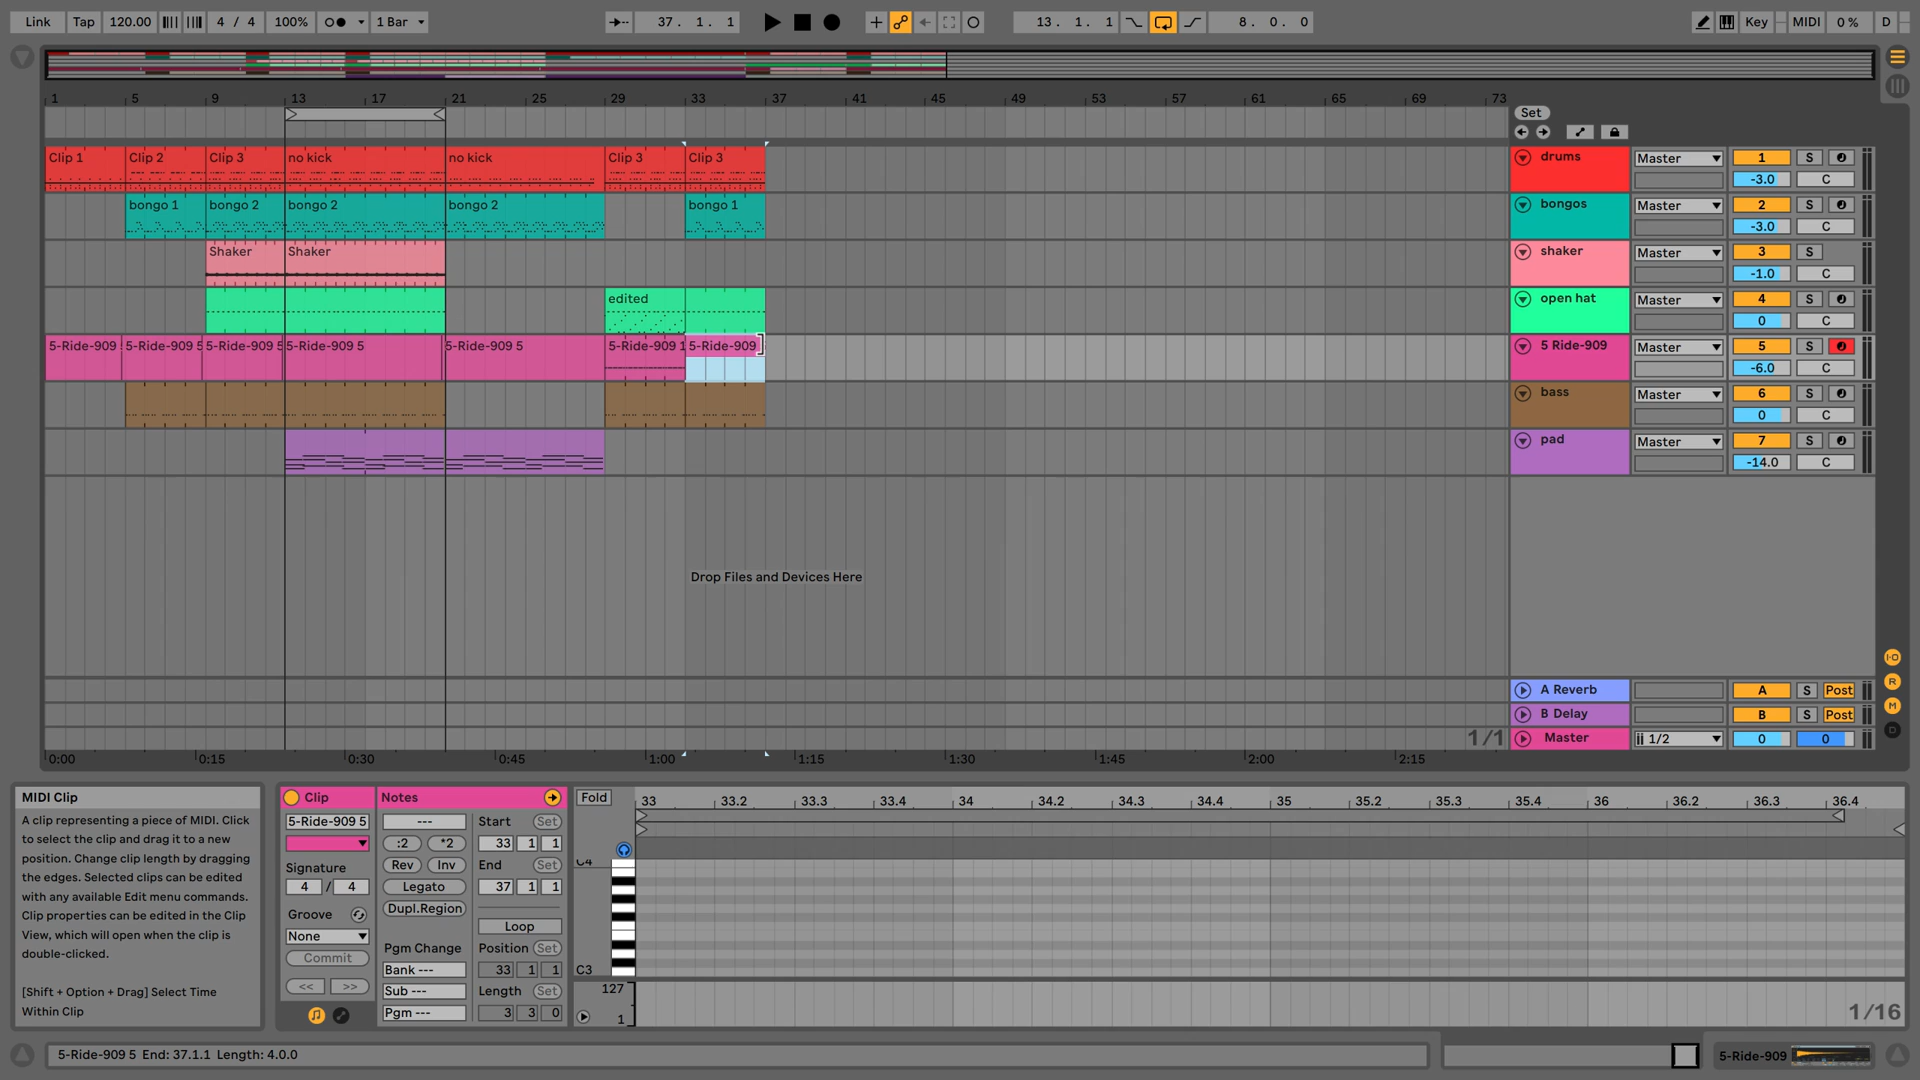 Link Tap 120.00 4 / 4 100% 1 Bar 37. 1. 1 13. 1. 1 8. 0. 0 Key MIDI 0 % D
1 5 9 13 17 21 25 29 33 37 41 45 49 53 57 61 65 69 73
Set
Clip 1 Clip 2 Clip 3 no kick no kick Clip 3 Clip 3 drums Master 1 S
-3.0 C
bongo 1 bongo 2 bongo 2 bongo 2 bongo 1 bongos Master 2 S
-3.0 C
Shaker Shaker shaker Master 3 S
-1.0 C
edited open hat Master 4 S
0 C
5-Ride-909 5-Ride-909 5 5-Ride-909 5 5-Ride-909 5 5-Ride-909 5 5-Ride-909 1 5-Ride-909 5 Ride-909 Master 5 S
-6.0 C
bass Master 6 S
0 C
pad Master 7 S
-14.0 C
Drop Files and Devices Here
A Reverb A S Post
B Delay B S Post
1/1 Master 1/2 0 0
I·O
R
M
D
0:00 0:15 0:30 0:45 1:00 1:15 1:30 1:45 2:00 2:15
MIDI Clip
A clip representing a piece of MIDI. Click
to select the clip and drag it to a new
position. Change clip length by dragging
the edges. Selected clips can be edited
with any available Edit menu commands.
Clip properties can be edited in the Clip
View, which will open when the clip is
double-clicked.
[Shift + Option + Drag] Select Time
Within Clip
Clip
5-Ride-909 5
Signature
4 / 4
Groove
None
Commit
<< >>
Notes
---
:2 *2
Rev Inv
Legato
Dupl.Region
Pgm Change
Bank ---
Sub ---
Pgm ---
Start Set
33 1 1
End Set
37 1 1
Loop
Position Set
33 1 1
Length Set
3 3 0
Fold 33 33.2 33.3 33.4 34 34.2 34.3 34.4 35 35.2 35.3 35.4 36 36.2 36.3 36.4
C4
C3
127
1
1/16
5-Ride-909 5 End: 37.1.1 Length: 4.0.0
5-Ride-909